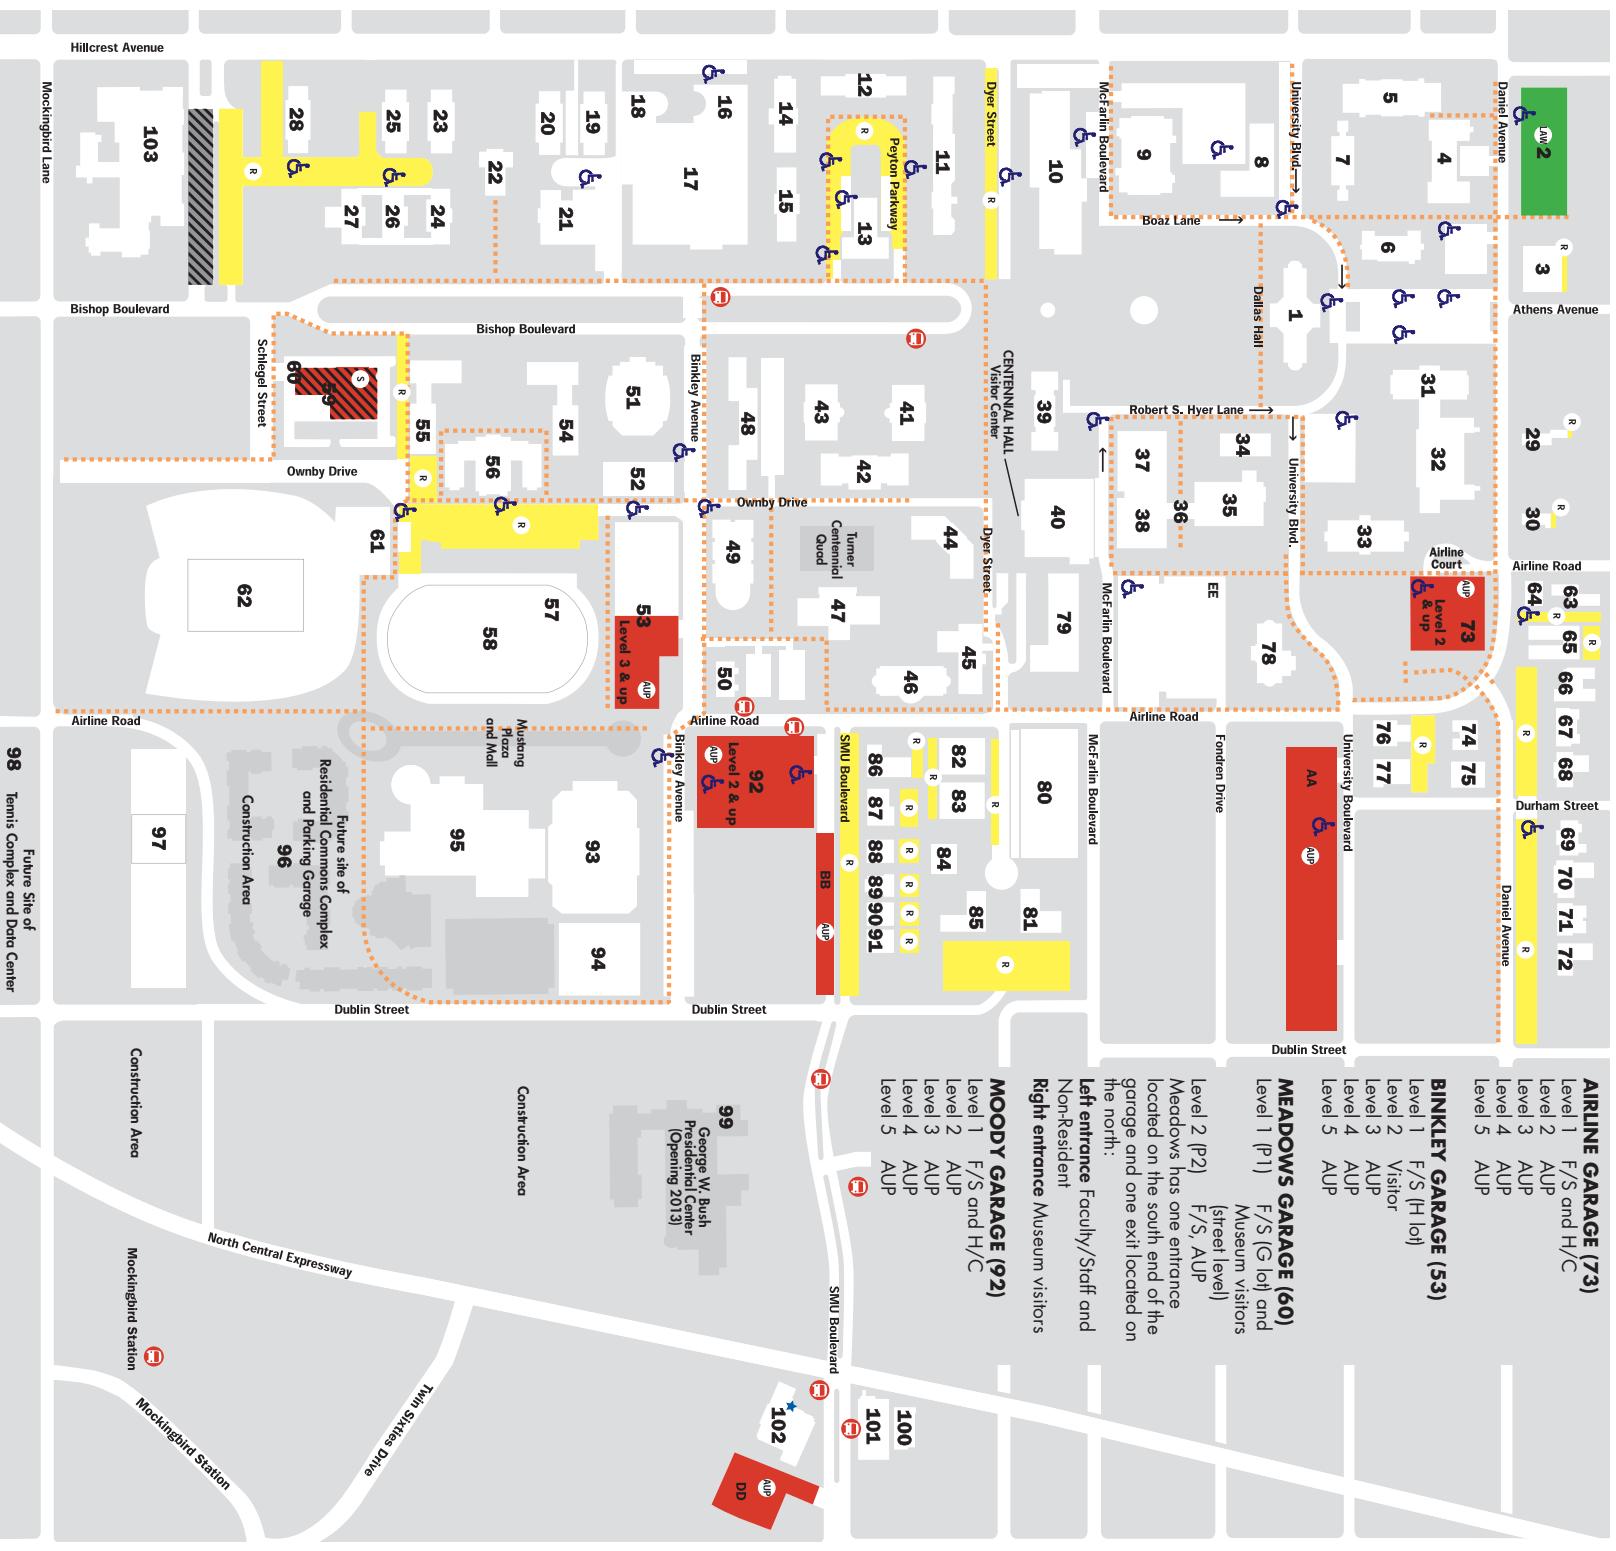 Hillcrest Avenue
Mockingbird Lane
103
28
25
23
20
19
18
16
14
12
Dyer Street
McFarlin Boulevard
University Blvd.
5
Daniel Avenue
LAW
2
R
27
26
24
22
21
17
15
R
Peyton Parkway
13
11
R
10
9
8
7
4
Boaz Lane
6
R
3
Bishop Boulevard
Bishop Boulevard
Dallas Hall
1
Athens Avenue
Schlegel Street
60
59
S
R
55
54
51
Binkley Avenue
48
43
41
CENTENNIAL HALL
Visitor Center
39
Robert S. Hyer Lane
31
R
29
Ownby Drive
R
56
52
Ownby Drive
42
37
34
University Blvd.
32
61
R
49
Turner
Centennial
Quad
44
Dyer Street
40
38
36
35
33
R
30
Airline
Court
Airline Road
62
57
58
53
Level 3 & up
AUP
47
45
46
50
79
McFarlin Boulevard
EE
78
AUP
73
Level 2
& up
64
63
R
65
R
66
Airline Road
Mustang
Plaza
and Mall
Airline Road
Airline Road
67
68
R
Future Site of
98 Tennis Complex and Data Center
97
Construction Area
96
Future site of
Residential Commons Complex
and Parking Garage
95
93
94
Binkley Avenue
AUP
92
Level 2 & up
SMU Boulevard
R
BB
AUP
86
87
88
89
90
91
R
R
R
R
R
R
82
R
83
84
85
R
80
81
R
McFarlin Boulevard
Fondren Drive
AA
AUP
University Boulevard
76
77
R
74
75
Durham Street
69
70
71
72
Daniel Avenue
R
Dublin Street
Dublin Street
Dublin Street
Construction Area
Construction Area
99
George W. Bush
Presidential Center
(Opening 2013)
North Central Expressway
Mockingbird Station
Mockingbird Station
Twin Sixties Drive
SMU Boulevard
102
101
100
DD
AUP
AIRLINE GARAGE (73)
Level 1 F/S and H/C
Level 2 AUP
Level 3 AUP
Level 4 AUP
Level 5 AUP
BINKLEY GARAGE (53)
Level 1 F/S (H lot)
Level 2 Visitor
Level 3 AUP
Level 4 AUP
Level 5 AUP
MEADOWS GARAGE (60)
Level 1 (P1) F/S (G lot) and
Museum visitors
(street level)
Level 2 (P2) F/S, AUP
Meadows has one entrance
located on the south end of the
garage and one exit located on
the north:
Left entrance Faculty/Staff and
Non-Resident
Right entrance Museum visitors
MOODY GARAGE (92)
Level 1 F/S and H/C
Level 2 AUP
Level 3 AUP
Level 4 AUP
Level 5 AUP